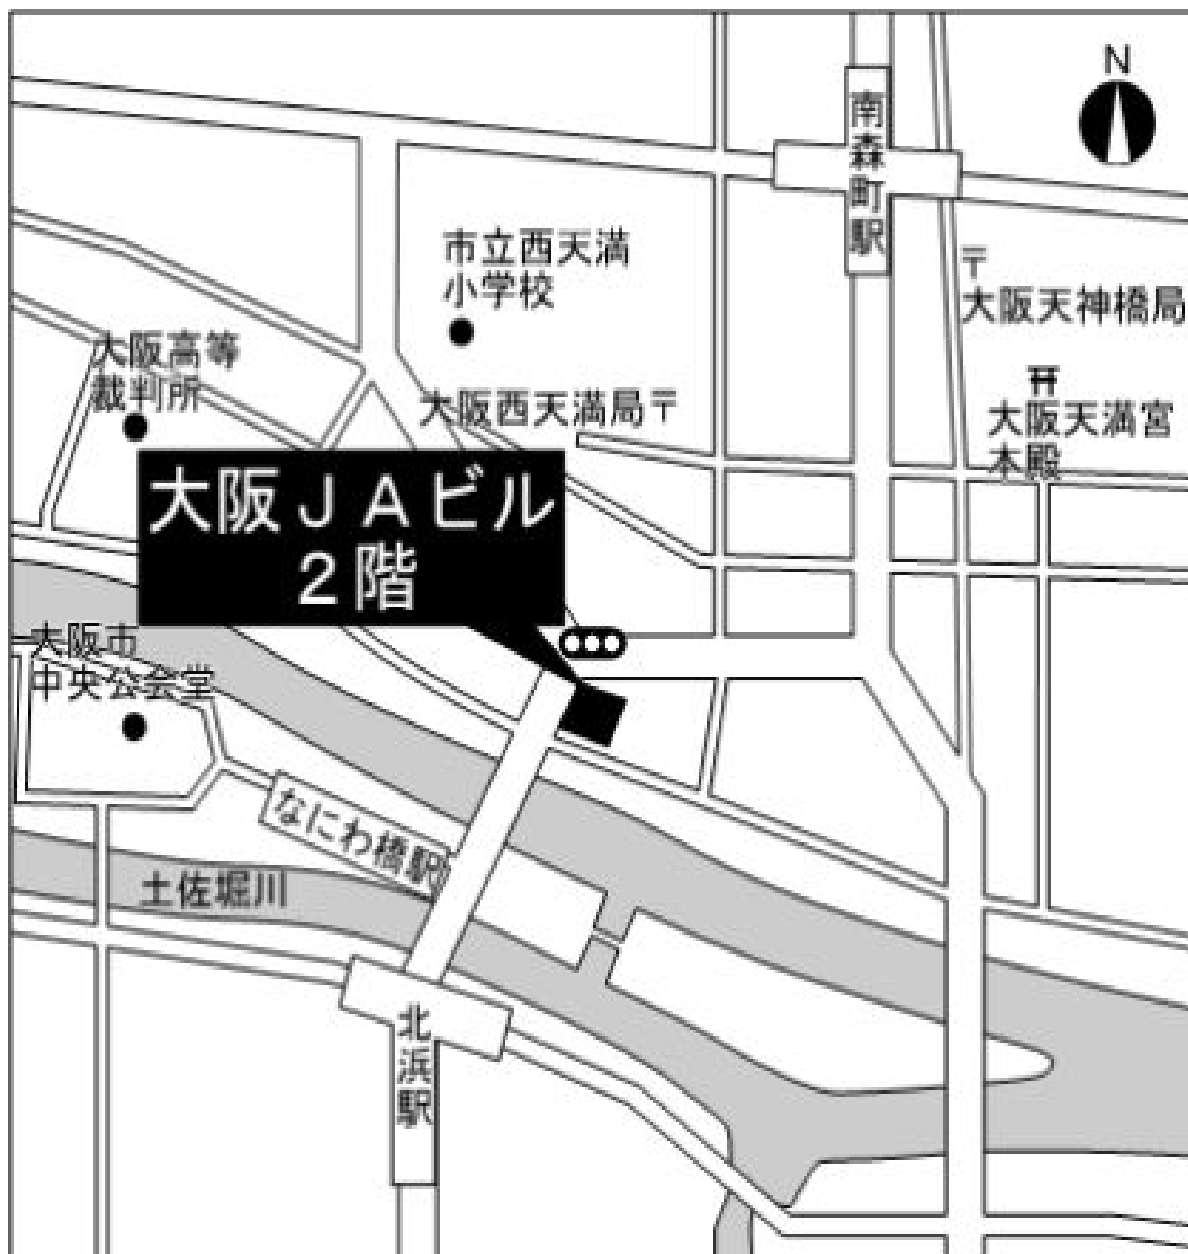 N
南森町駅
市立西天満
小学校
〒
大阪天神橋局
大阪高等
裁判所
大阪西天満局〒
大阪天満宮
本殿
大阪ＪＡビル
２階
大阪市
中央公会堂
なにわ橋駅
土佐堀川
北浜駅